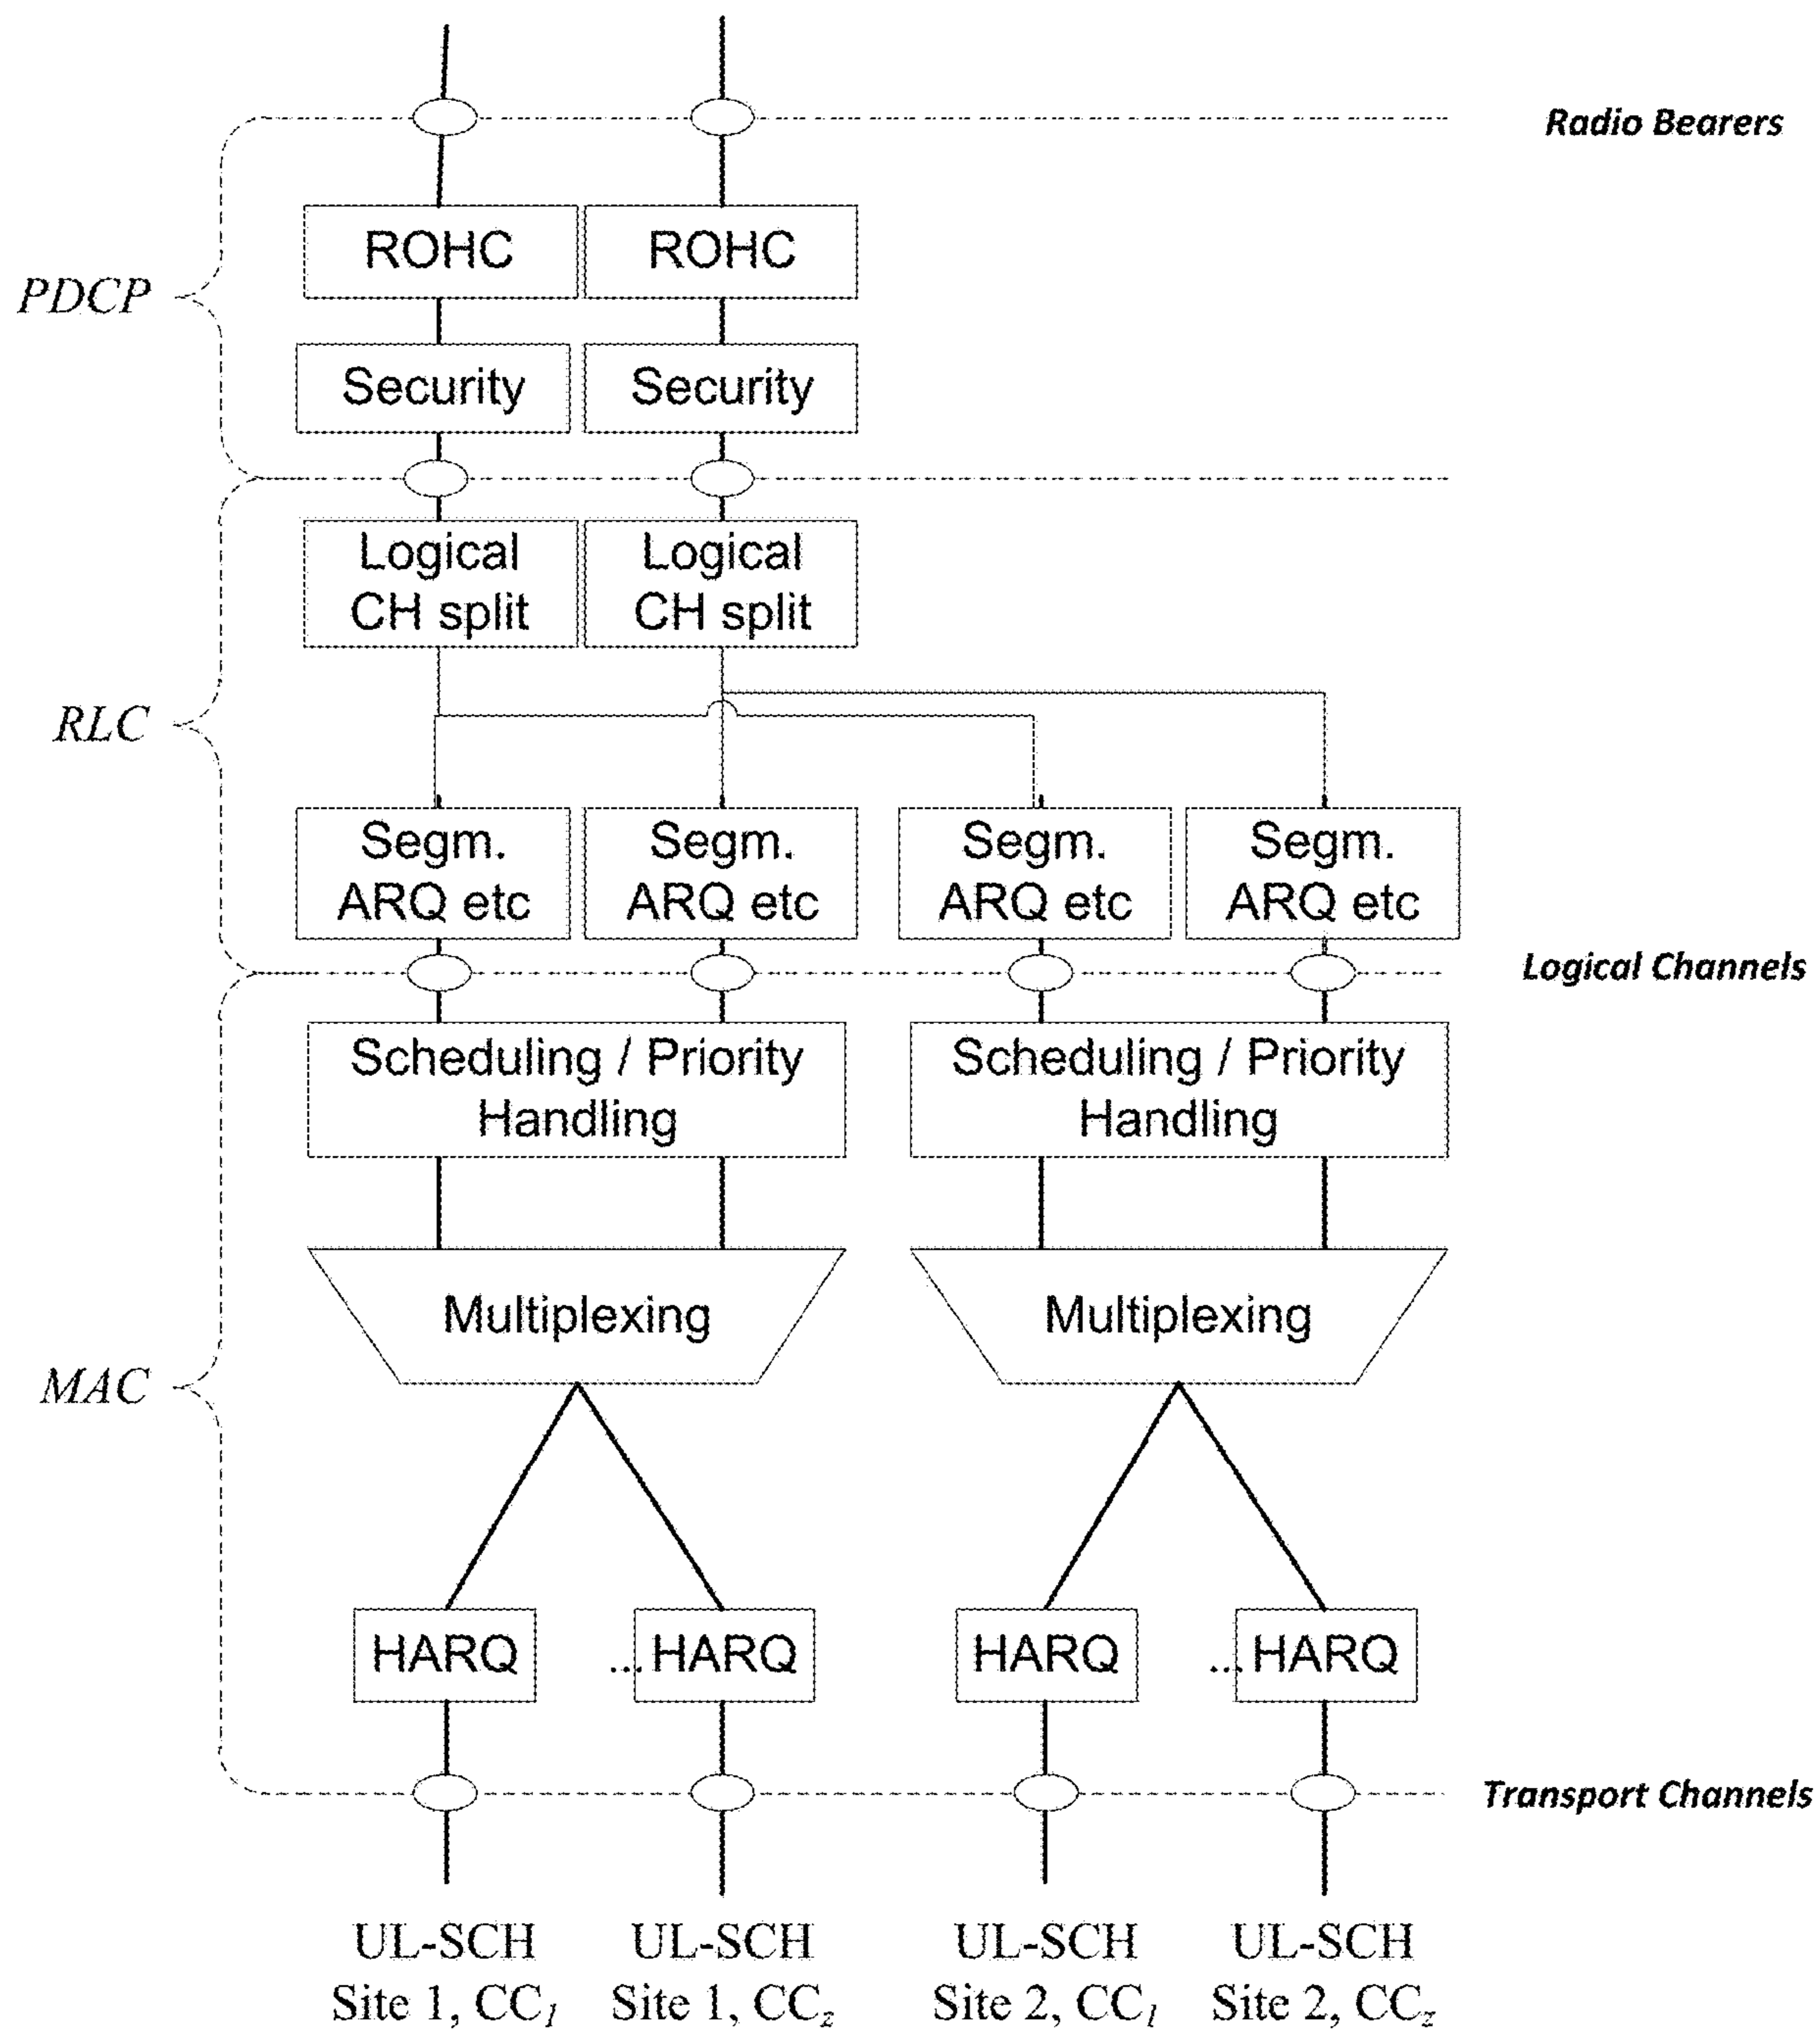 Radio Bearers
ROHC ROHC
PDCP
Security Security
Logical Logical
CH split CH split
RLC
Segm. Segm. Segm. Segm.
ARQ etc ARQ etc ARQ etc ARQ etc
Logical Channels
Scheduling / Priority Scheduling / Priority
Handling Handling
Multiplexing Multiplexing
MAC
HARQ ...HARQ HARQ ...HARQ
Transport Channels
UL-SCH UL-SCH UL-SCH UL-SCH
Site 1, CC1 Site 1, CCz Site 2, CC1 Site 2, CCz